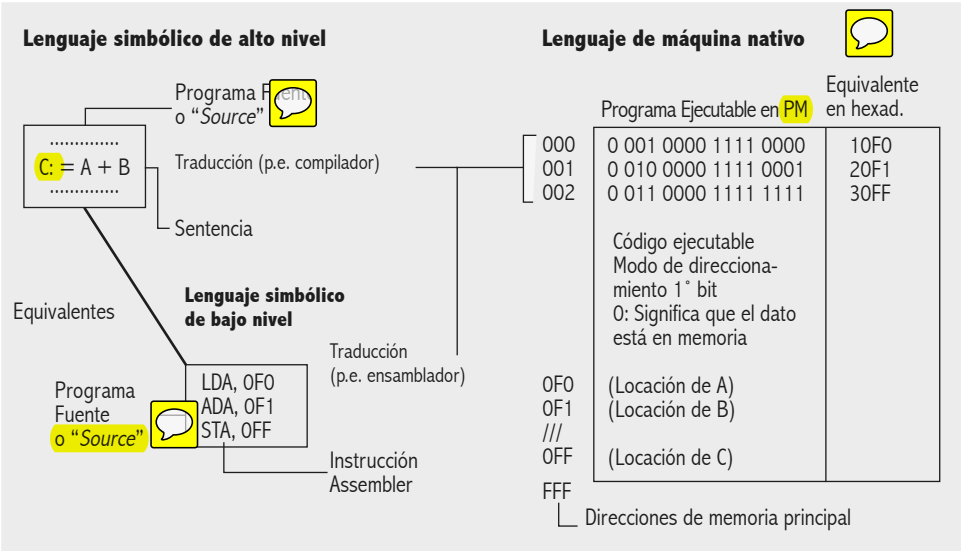 Lenguaje simbólico de alto nivel
Programa Fuente
o "Source"
..............
C: = A + B
..............
Traducción (p.e. compilador)
Sentencia
Equivalentes
Lenguaje simbólico
de bajo nivel
Traducción
(p.e. ensamblador)
Programa
Fuente
o "Source"
LDA, 0F0
ADA, 0F1
STA, 0FF
Instrucción
Assembler
Lenguaje de máquina nativo
Programa Ejecutable en PM
Equivalente
en hexad.
000 0 001 0000 1111 0000 10F0
001 0 010 0000 1111 0001 20F1
002 0 011 0000 1111 1111 30FF
Código ejecutable
Modo de direcciona-
miento 1° bit
0: Significa que el dato
está en memoria
0F0 (Locación de A)
0F1 (Locación de B)
///
0FF (Locación de C)
FFF
Direcciones de memoria principal